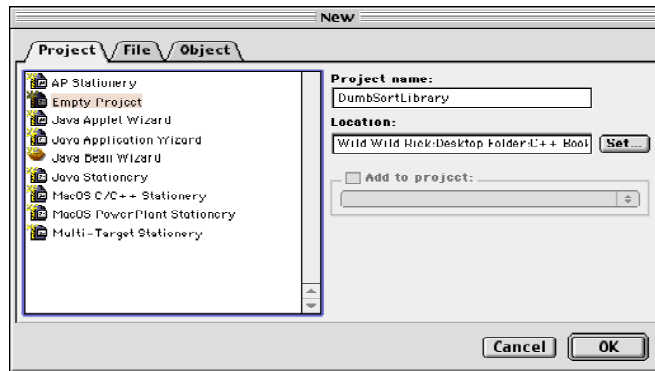 New
Project File Object
AP Stationery
Empty Project
Java Applet Wizard
Java Application Wizard
Java Bean Wizard
Java Stationery
MacOS C/C++ Stationery
MacOS PowerPlant Stationery
Multi-Target Stationery
Project name:
DumbSortLibrary
Location:
Wild Wild Rick:Desktop Folder:C++ Book
Set...
Add to project:
Cancel OK